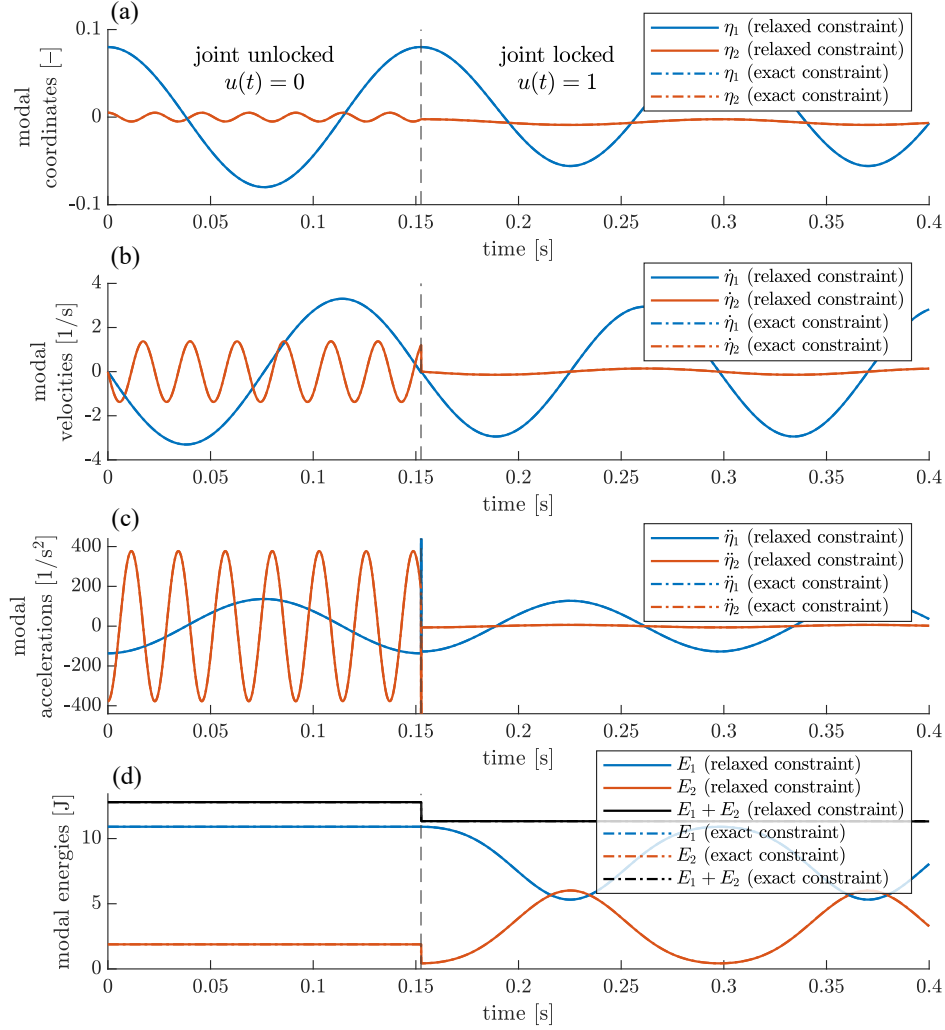 (a)
0.1
0
-0.1
modal
coordinates [–]
joint unlocked
u(t) = 0
joint locked
u(t) = 1
η₁ (relaxed constraint)
η₂ (relaxed constraint)
η₁ (exact constraint)
η₂ (exact constraint)
0 0.05 0.1 0.15 0.2 0.25 0.3 0.35 0.4
time [s]
(b)
4
2
0
-2
-4
modal
velocities [1/s]
η̇₁ (relaxed constraint)
η̇₂ (relaxed constraint)
η̇₁ (exact constraint)
η̇₂ (exact constraint)
0 0.05 0.1 0.15 0.2 0.25 0.3 0.35 0.4
time [s]
(c)
400
200
0
-200
-400
modal
accelerations [1/s²]
η̈₁ (relaxed constraint)
η̈₂ (relaxed constraint)
η̈₁ (exact constraint)
η̈₂ (exact constraint)
0 0.05 0.1 0.15 0.2 0.25 0.3 0.35 0.4
time [s]
(d)
10
5
0
modal energies [J]
E₁ (relaxed constraint)
E₂ (relaxed constraint)
E₁ + E₂ (relaxed constraint)
E₁ (exact constraint)
E₂ (exact constraint)
E₁ + E₂ (exact constraint)
0 0.05 0.1 0.15 0.2 0.25 0.3 0.35 0.4
time [s]